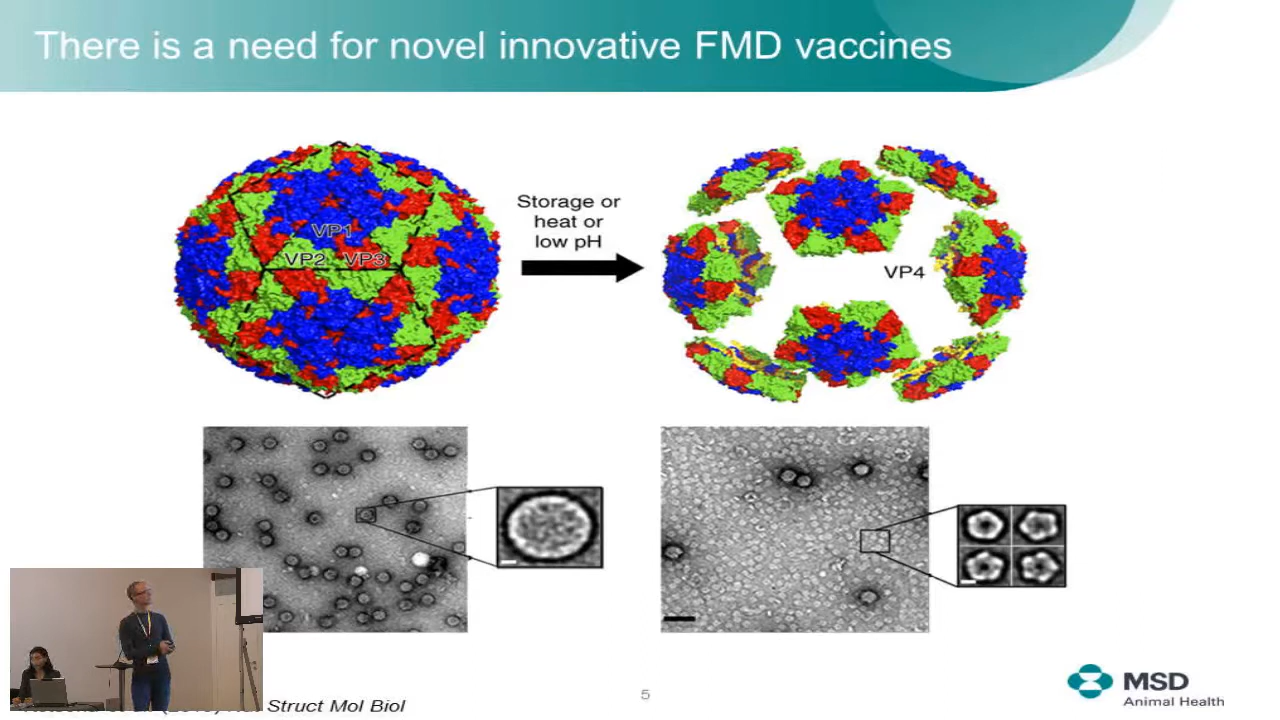 There is a need for novel innovative FMD vaccines
VP1
VP2 VP3
Storage or
heat or
low pH
VP4
5
Struct Mol Biol
MSD
Animal Health